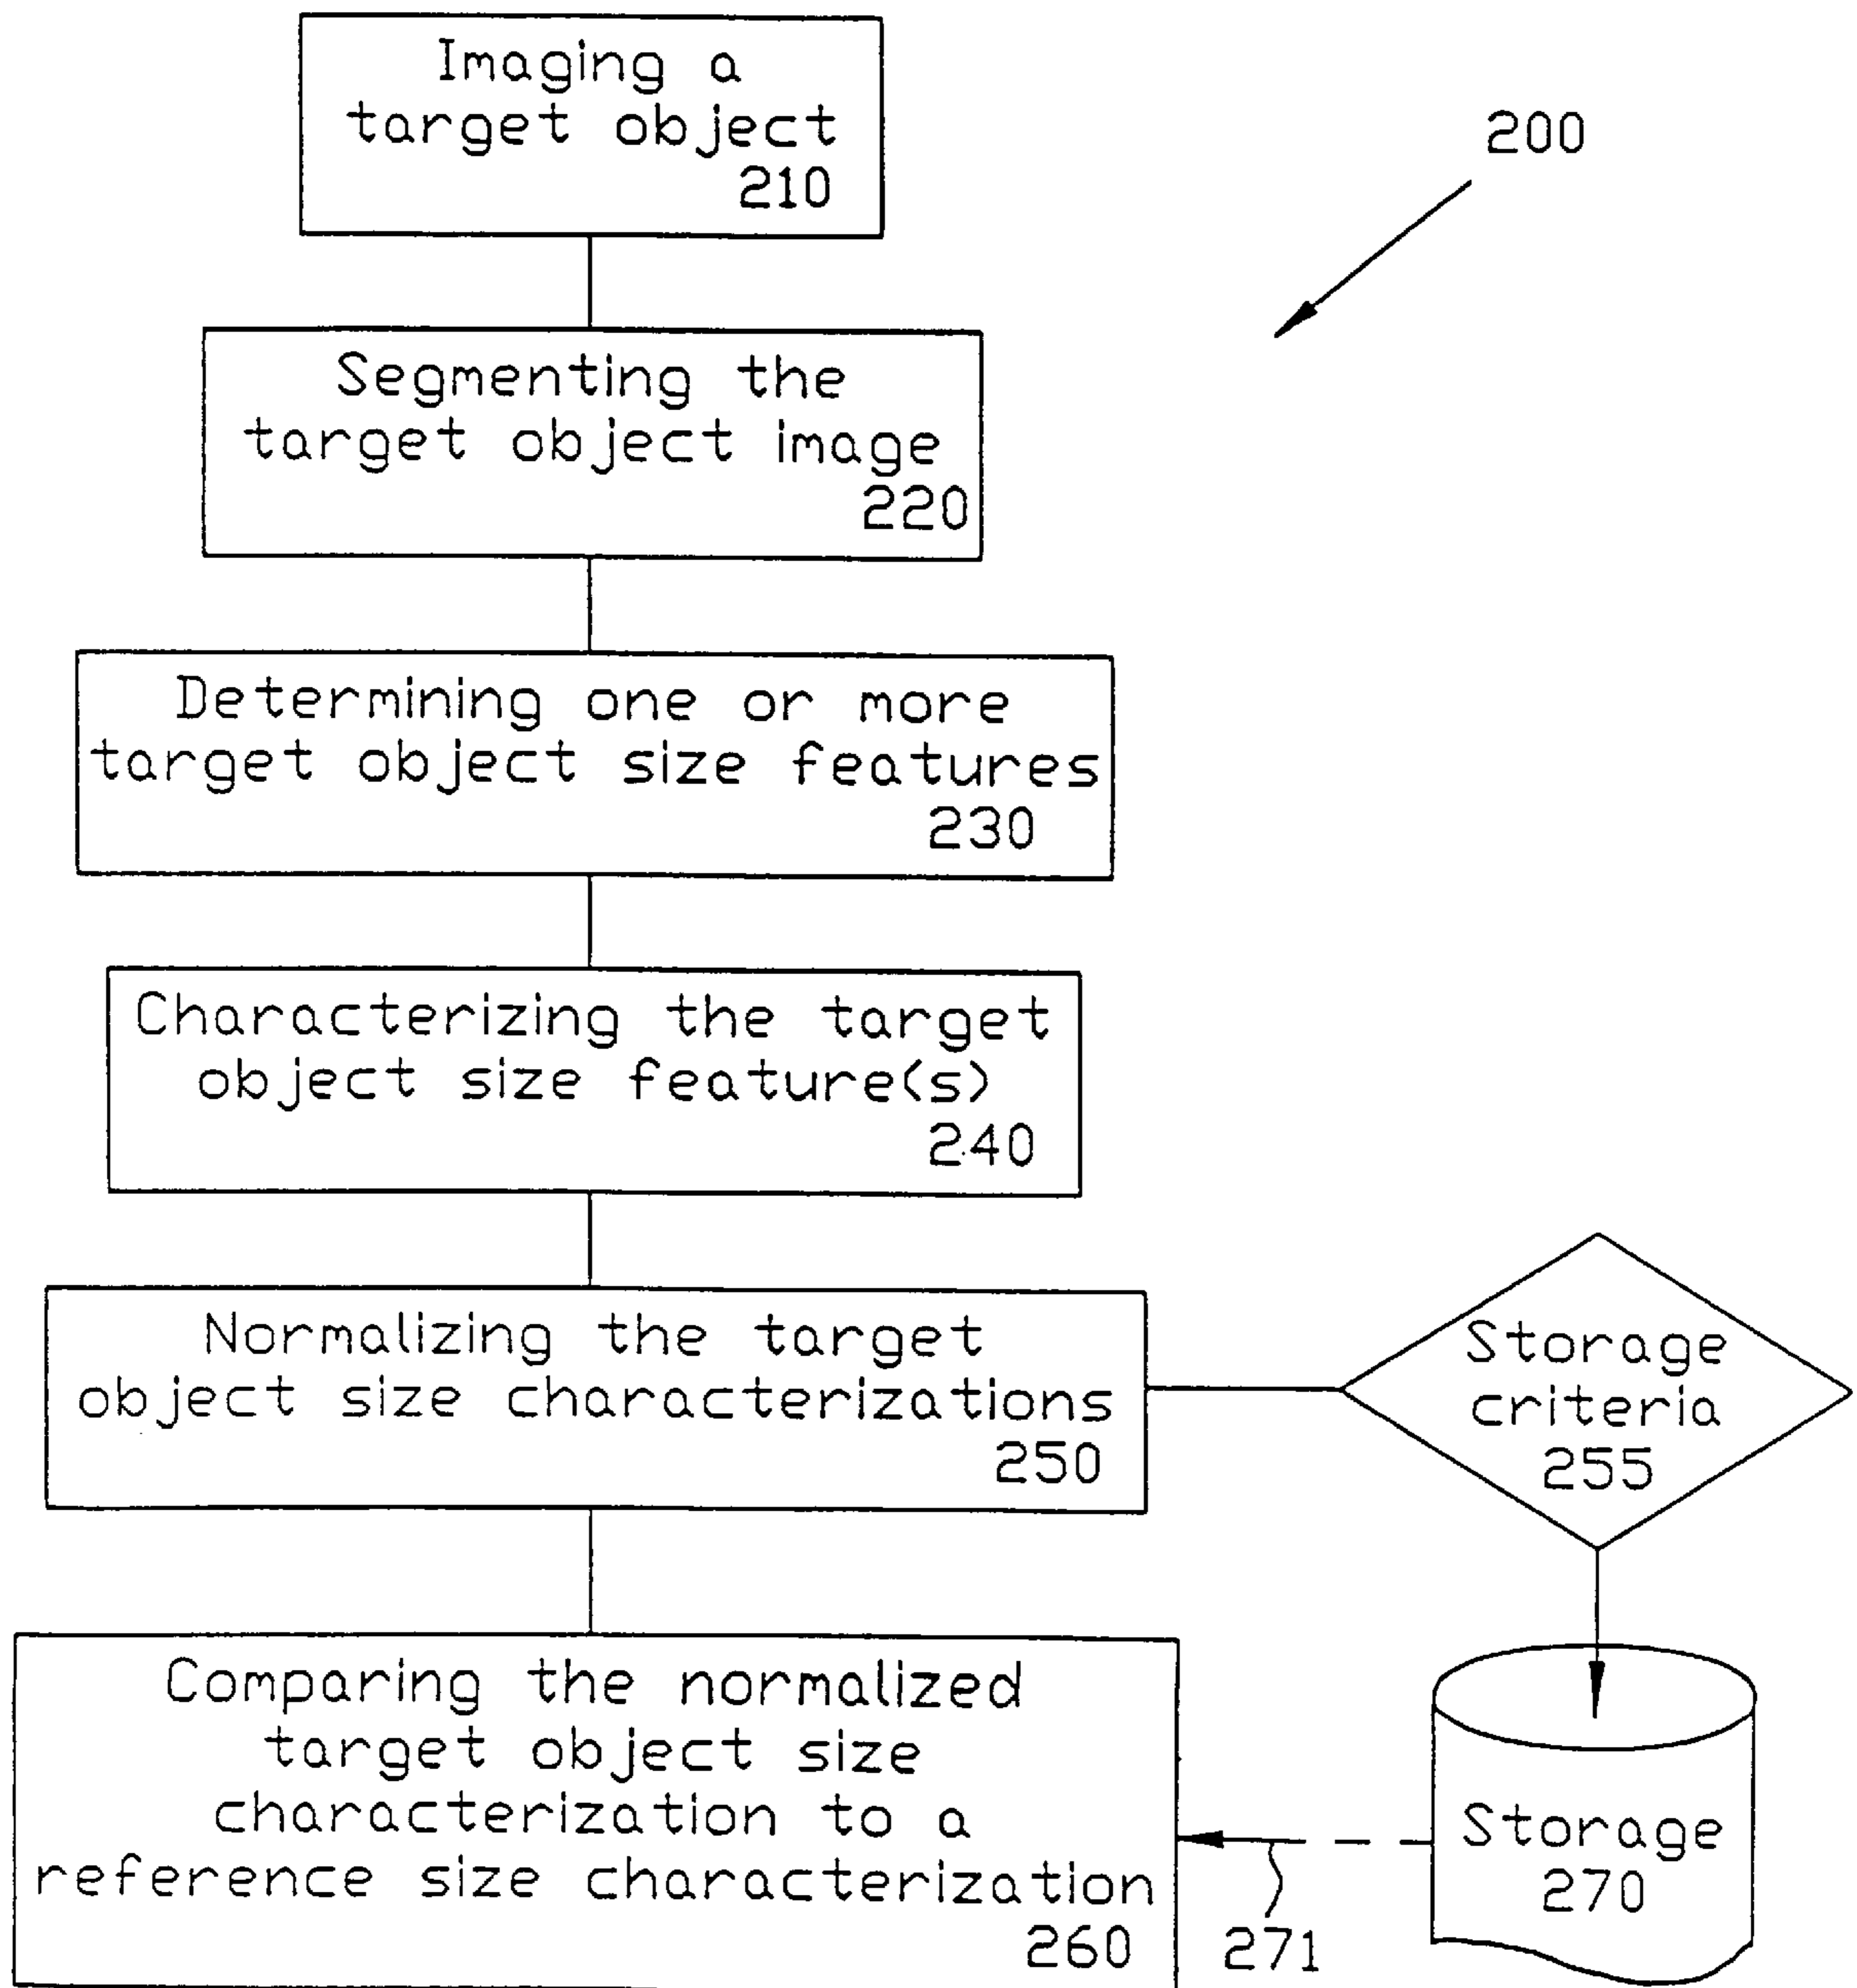 Imaging a
target object
210
200
Segmenting the
target object image
220
Determining one or more
target object size features
230
Characterizing the target
object size feature(s)
240
Normalizing the target
object size characterizations
250
Storage
criteria
255
Comparing the normalized
target object size
characterization to a
reference size characterization
260
271
Storage
270